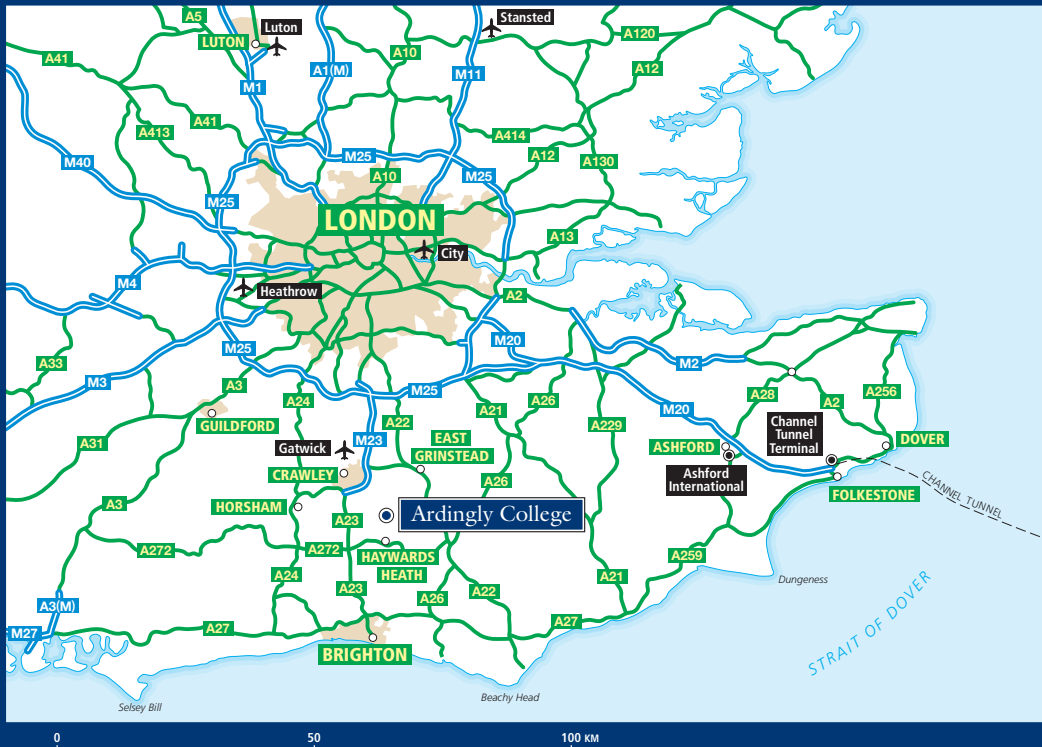 A5
Luton
Stansted
LUTON
A10
A120
A41
A1(M)
M11
A12
M1
A413
A41
A414
A12
A130
M40
M25
A10
M25
M25
LONDON
A13
City
M4
Heathrow
A2
M25
M20
M2
A33
M3
A3
A24
M25
A21
A26
A28
A2
A256
M20
GUILDFORD
A22
A229
Channel
Tunnel
Terminal
A31
Gatwick
M23
EAST
GRINSTEAD
ASHFORD
DOVER
CRAWLEY
A26
Ashford
International
CHANNEL TUNNEL
FOLKESTONE
A3
HORSHAM
A23
Ardingly College
A272
A272
HAYWARDS
HEATH
A259
A24
A23
A26
A22
A21
Dungeness
A3(M)
STRAIT OF DOVER
M27
A27
A27
BRIGHTON
Beachy Head
Selsey Bill
0 50 100 KM